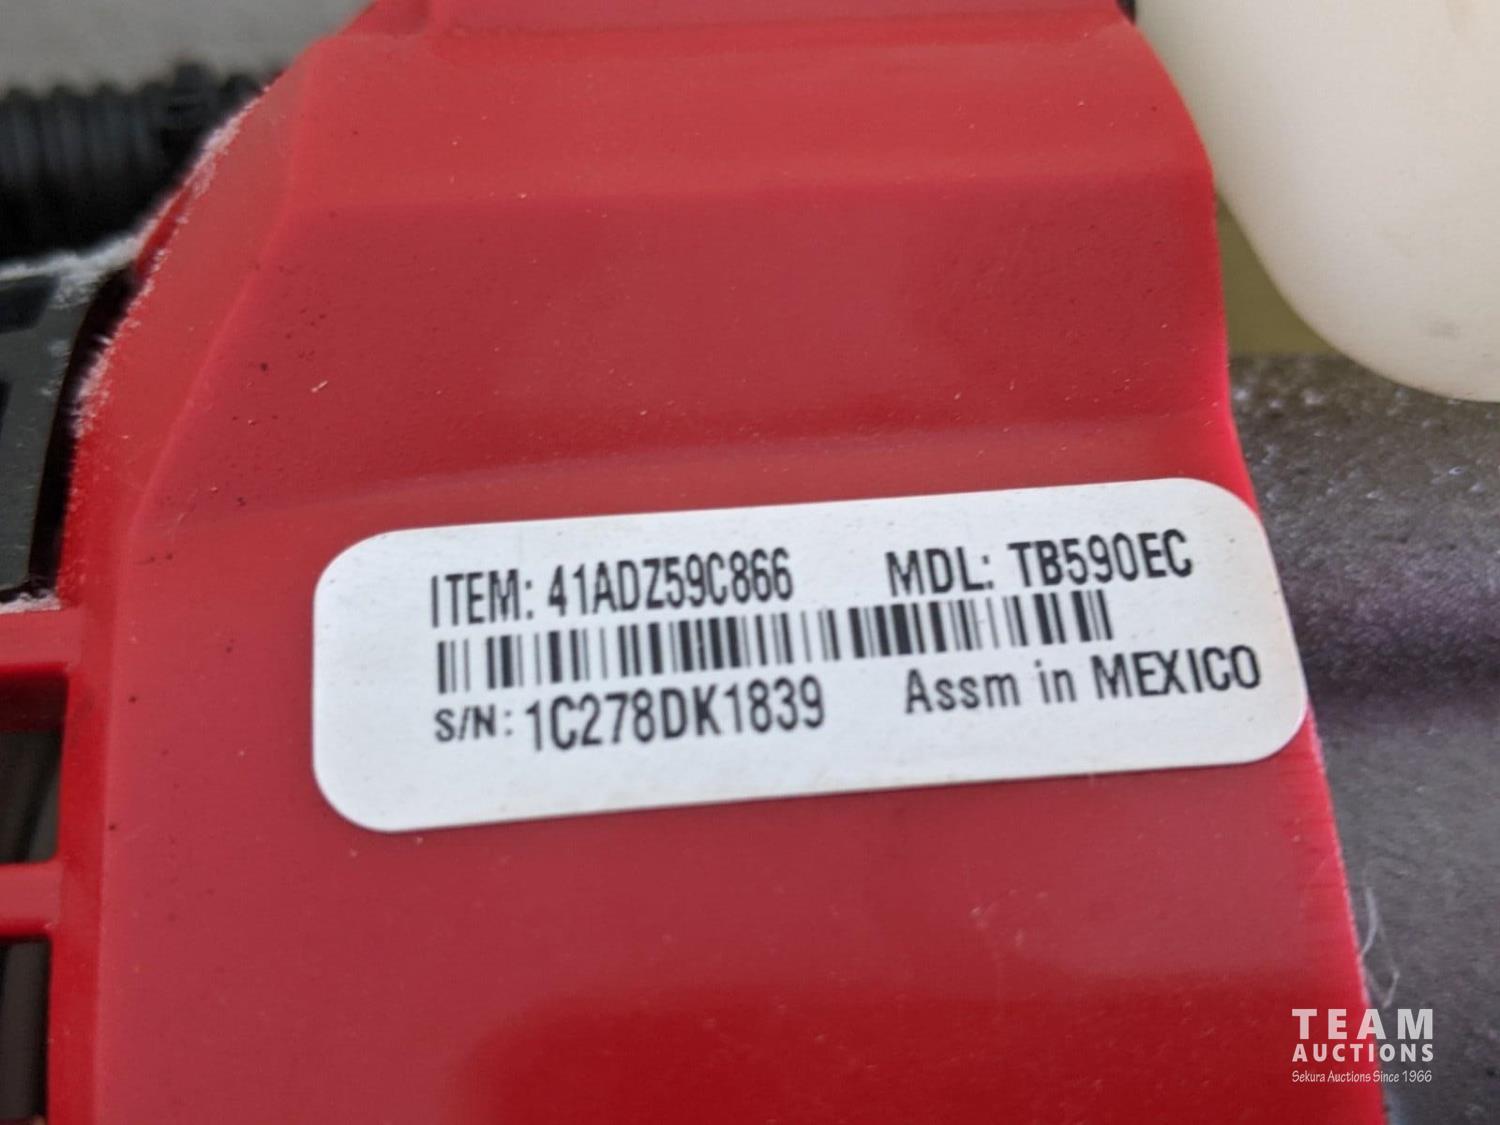 ITEM: 41ADZ59C866 MDL: TB590EC
S/N: 1C278DK1839 Assm in MEXICO
TEAM
AUCTIONS
Sekura Auctions Since 1966